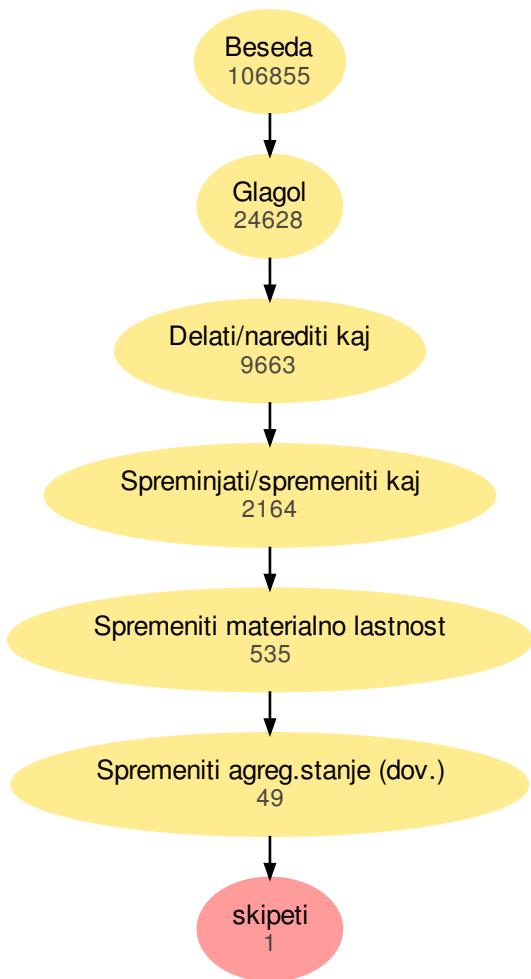 Beseda
106855
Glagol
24628
Delati/narediti kaj
9663
Spreminjati/spremeniti kaj
2164
Spremeniti materialno lastnost
535
Spremeniti agreg.stanje (dov.)
49
skipeti
1